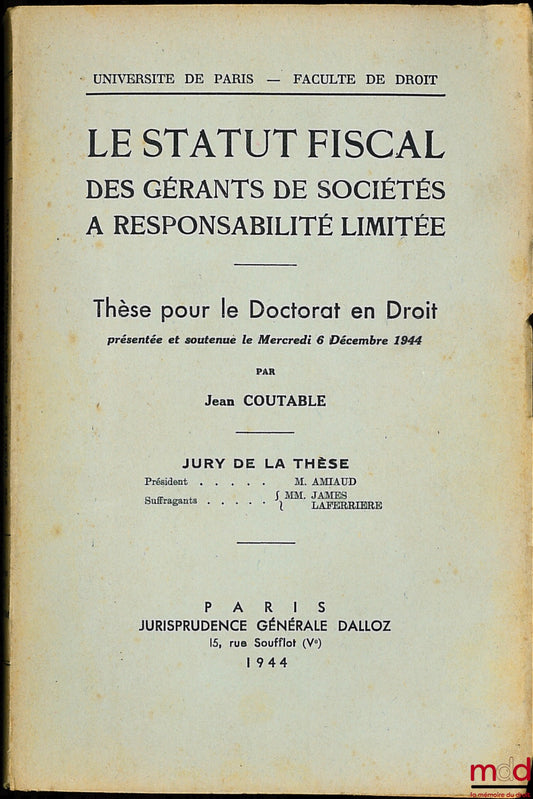 UNIVERSITE DE PARIS — FACULTE DE DROIT
LE STATUT FISCAL
DES GÉRANTS DE SOCIÉTÉS
A RESPONSABILITÉ LIMITÉE
Thèse pour le Doctorat en Droit
présentée et soutenue le Mercredi 6 Décembre 1944
PAR
Jean COUTABLE
JURY DE LA THÈSE
Président . . . . . M. AMIAUD
Suffragants . . . . . { MM. JAMES
LAFERRIERE
PARIS
JURISPRUDENCE GÉNÉRALE DALLOZ
15, rue Soufflot (Vᵉ)
1944
mdd
la mémoire du droit